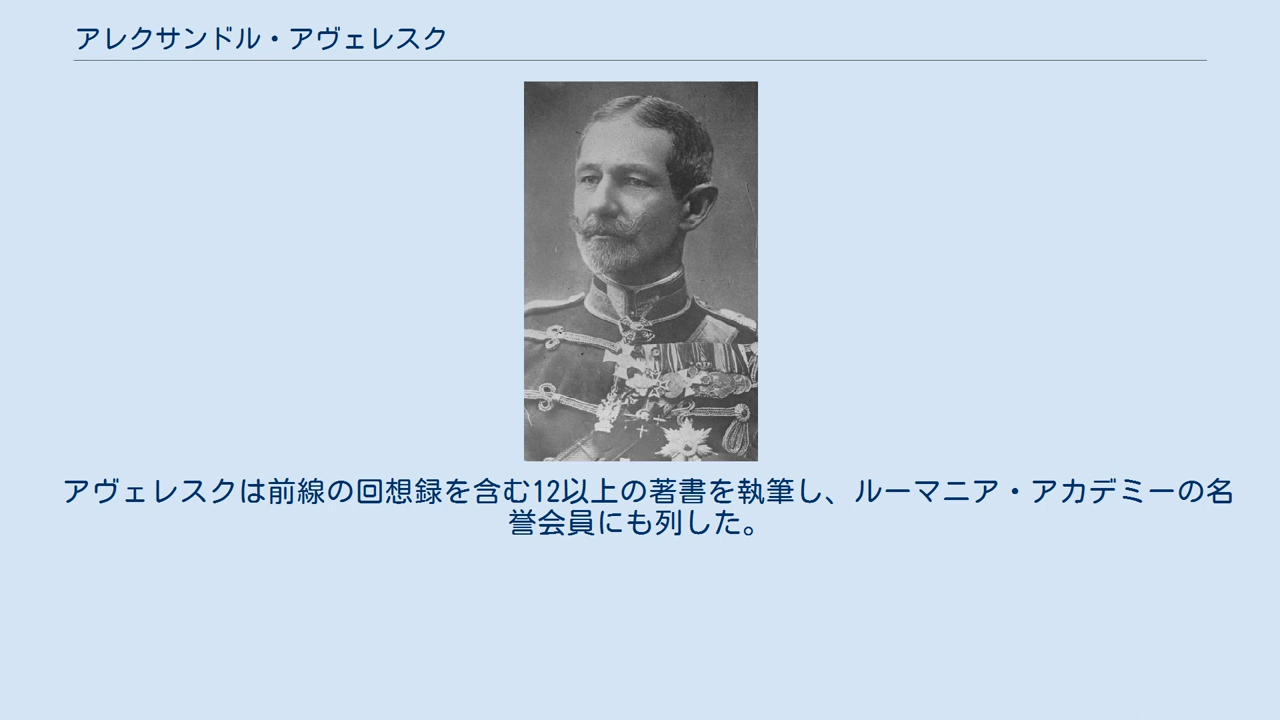 アレクサンドル・アヴェレスク
アヴェレスクは前線の回想録を含む12以上の著書を執筆し、ルーマニア・アカデミーの名
誉会員にも列した。